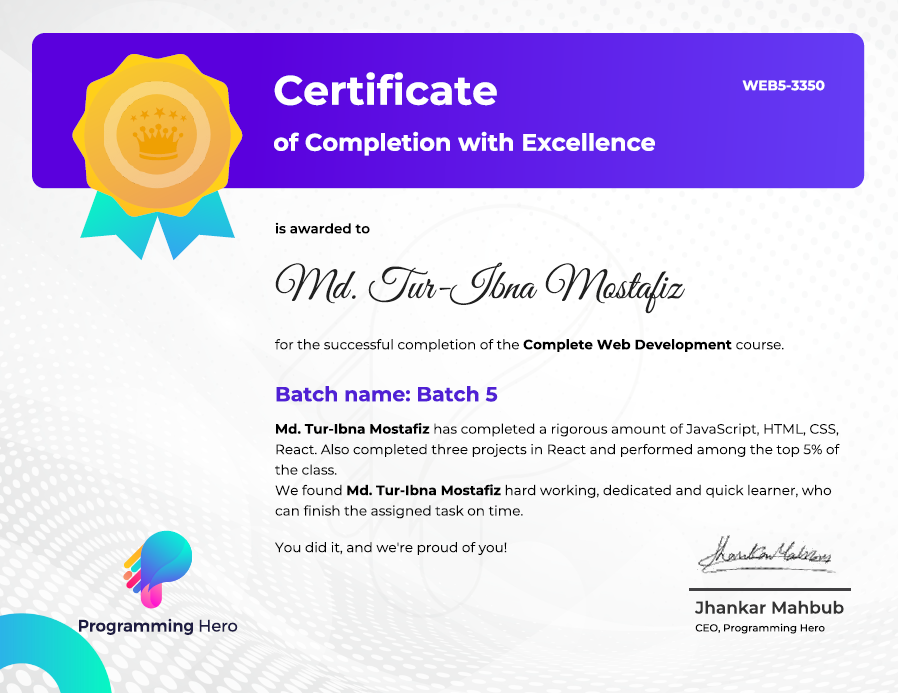 Certificate
WEB5-3350
of Completion with Excellence
is awarded to
Md. Tur-Ibna Mostafiz
for the successful completion of the Complete Web Development course.
Batch name: Batch 5
Md. Tur-Ibna Mostafiz has completed a rigorous amount of JavaScript, HTML, CSS,
React. Also completed three projects in React and performed among the top 5% of
the class.
We found Md. Tur-Ibna Mostafiz hard working, dedicated and quick learner, who
can finish the assigned task on time.
You did it, and we're proud of you!
Programming Hero
Jhankar Mahbub
CEO, Programming Hero